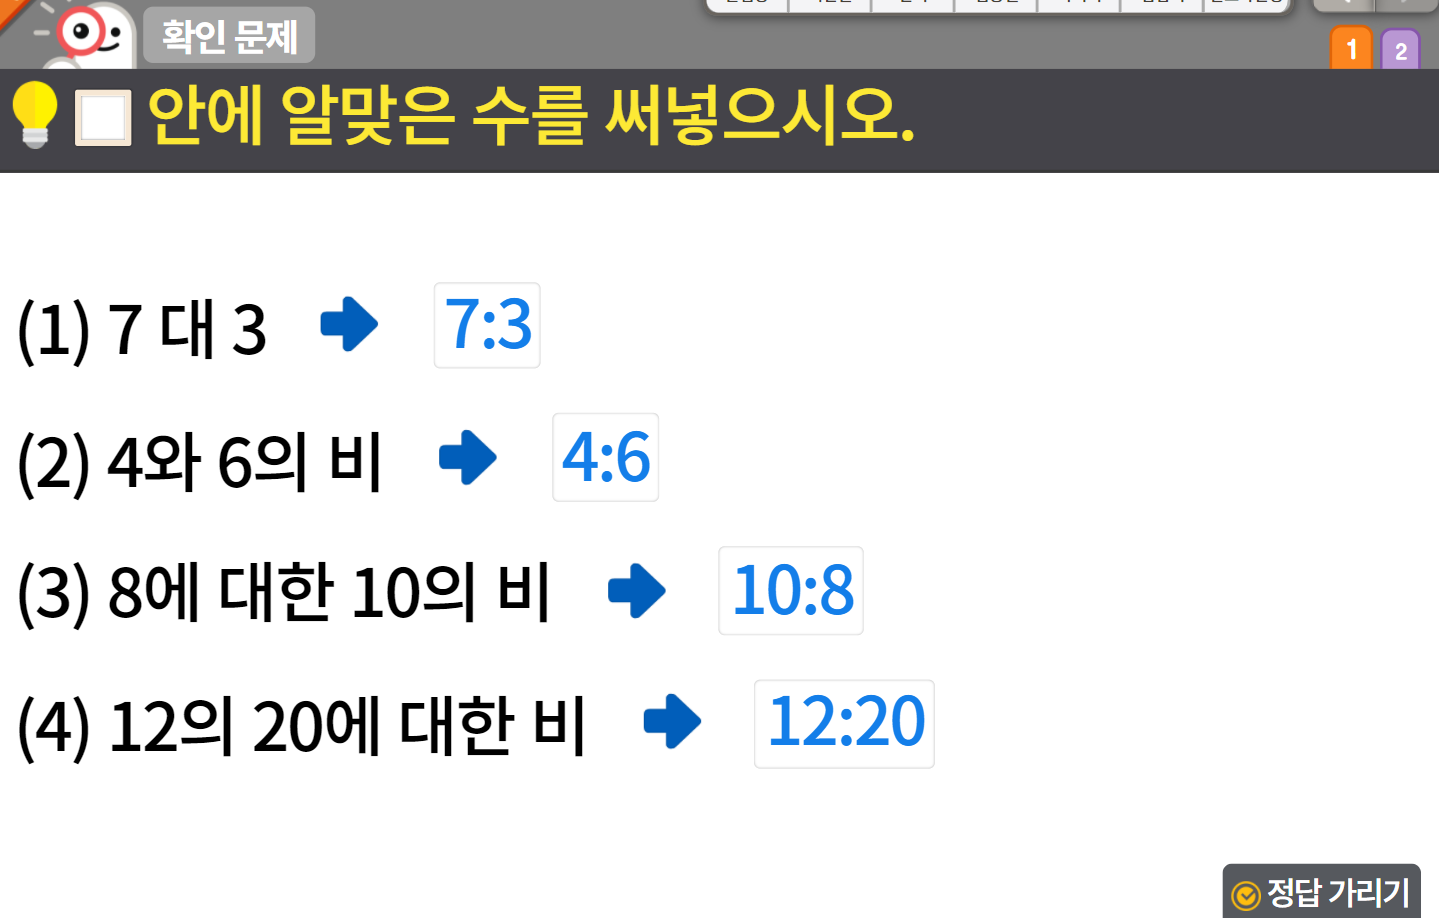 확인 문제
1 2
안에 알맞은 수를 써넣으시오.
(1) 7 대 3 7:3
(2) 4와 6의 비 4:6
(3) 8에 대한 10의 비 10:8
(4) 12의 20에 대한 비 12:20
정답 가리기